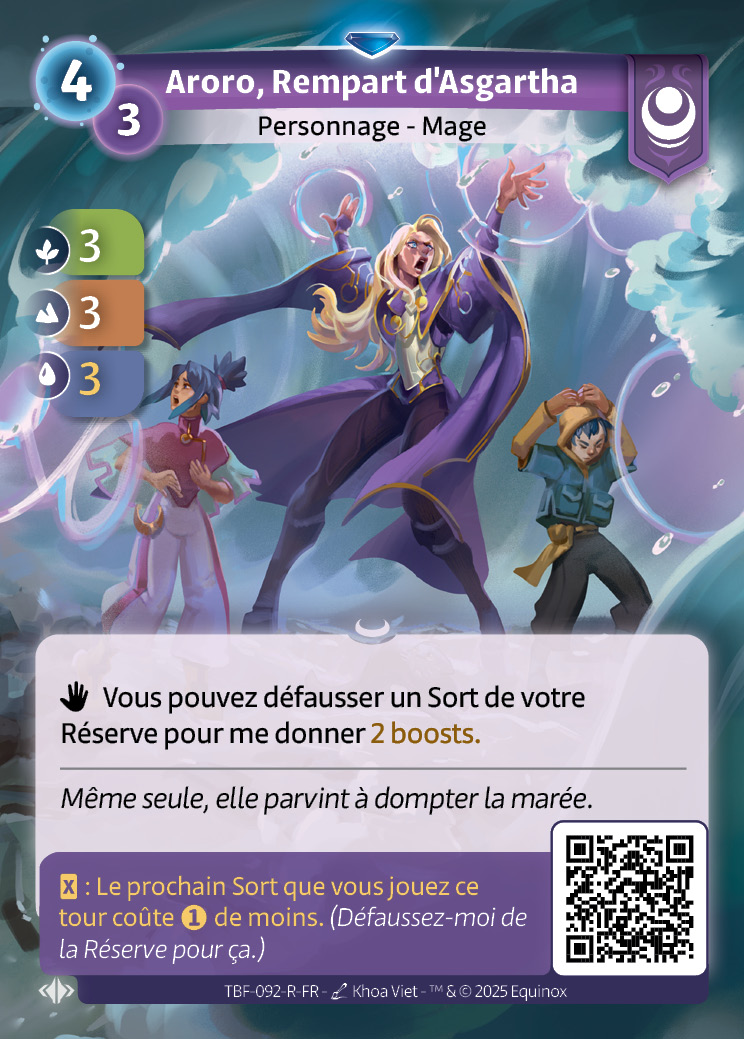 4
Aroro, Rempart d'Asgartha
3
Personnage - Mage
3
3
3
Vous pouvez défausser un Sort de votre
Réserve pour me donner 2 boosts.
Même seule, elle parvint à dompter la marée.
X : Le prochain Sort que vous jouez ce
tour coûte 1 de moins. (Défaussez-moi de
la Réserve pour ça.)
TBF-092-R-FR - Khoa Viet - ™ & © 2025 Equinox